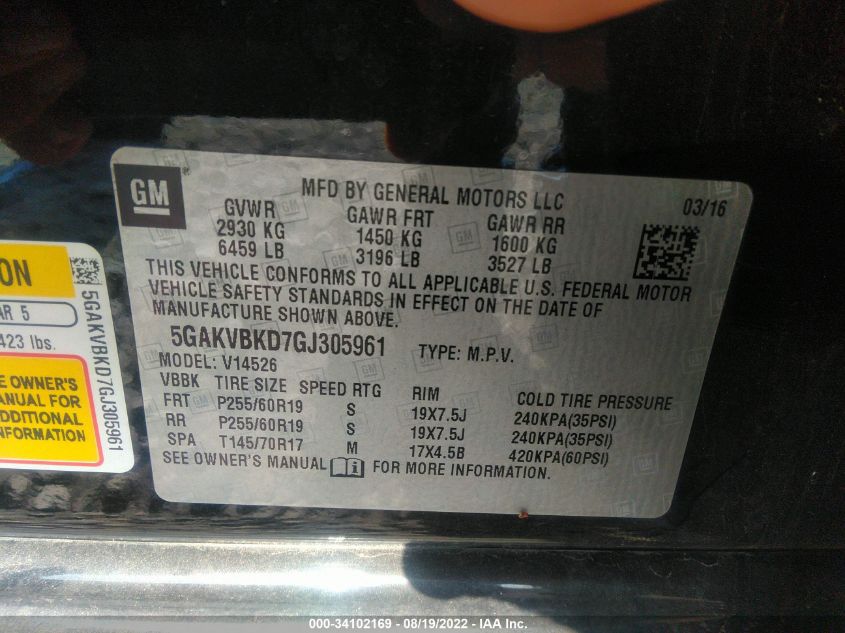 GM
MFD BY GENERAL MOTORS LLC
03/16
GVWR GAWR FRT GAWR RR
2930 KG 1450 KG 1600 KG
6459 LB 3196 LB 3527 LB
THIS VEHICLE CONFORMS TO ALL APPLICABLE U.S. FEDERAL MOTOR
VEHICLE SAFETY STANDARDS IN EFFECT ON THE DATE OF
MANUFACTURE SHOWN ABOVE.
5GAKVBKD7GJ305961 TYPE: M.P.V.
MODEL: V14526
VBBK TIRE SIZE SPEED RTG RIM COLD TIRE PRESSURE
FRT P255/60R19 S 19X7.5J 240KPA(35PSI)
RR P255/60R19 S 19X7.5J 240KPA(35PSI)
SPA T145/70R17 M 17X4.5B 420KPA(60PSI)
SEE OWNER'S MANUAL FOR MORE INFORMATION.
ON
AR 5
423 lbs.
E OWNER'S
MANUAL FOR
ADDITIONAL
INFORMATION
5GAKVBKD7GJ305961
000-34102169 - 08/19/2022 - IAA Inc.